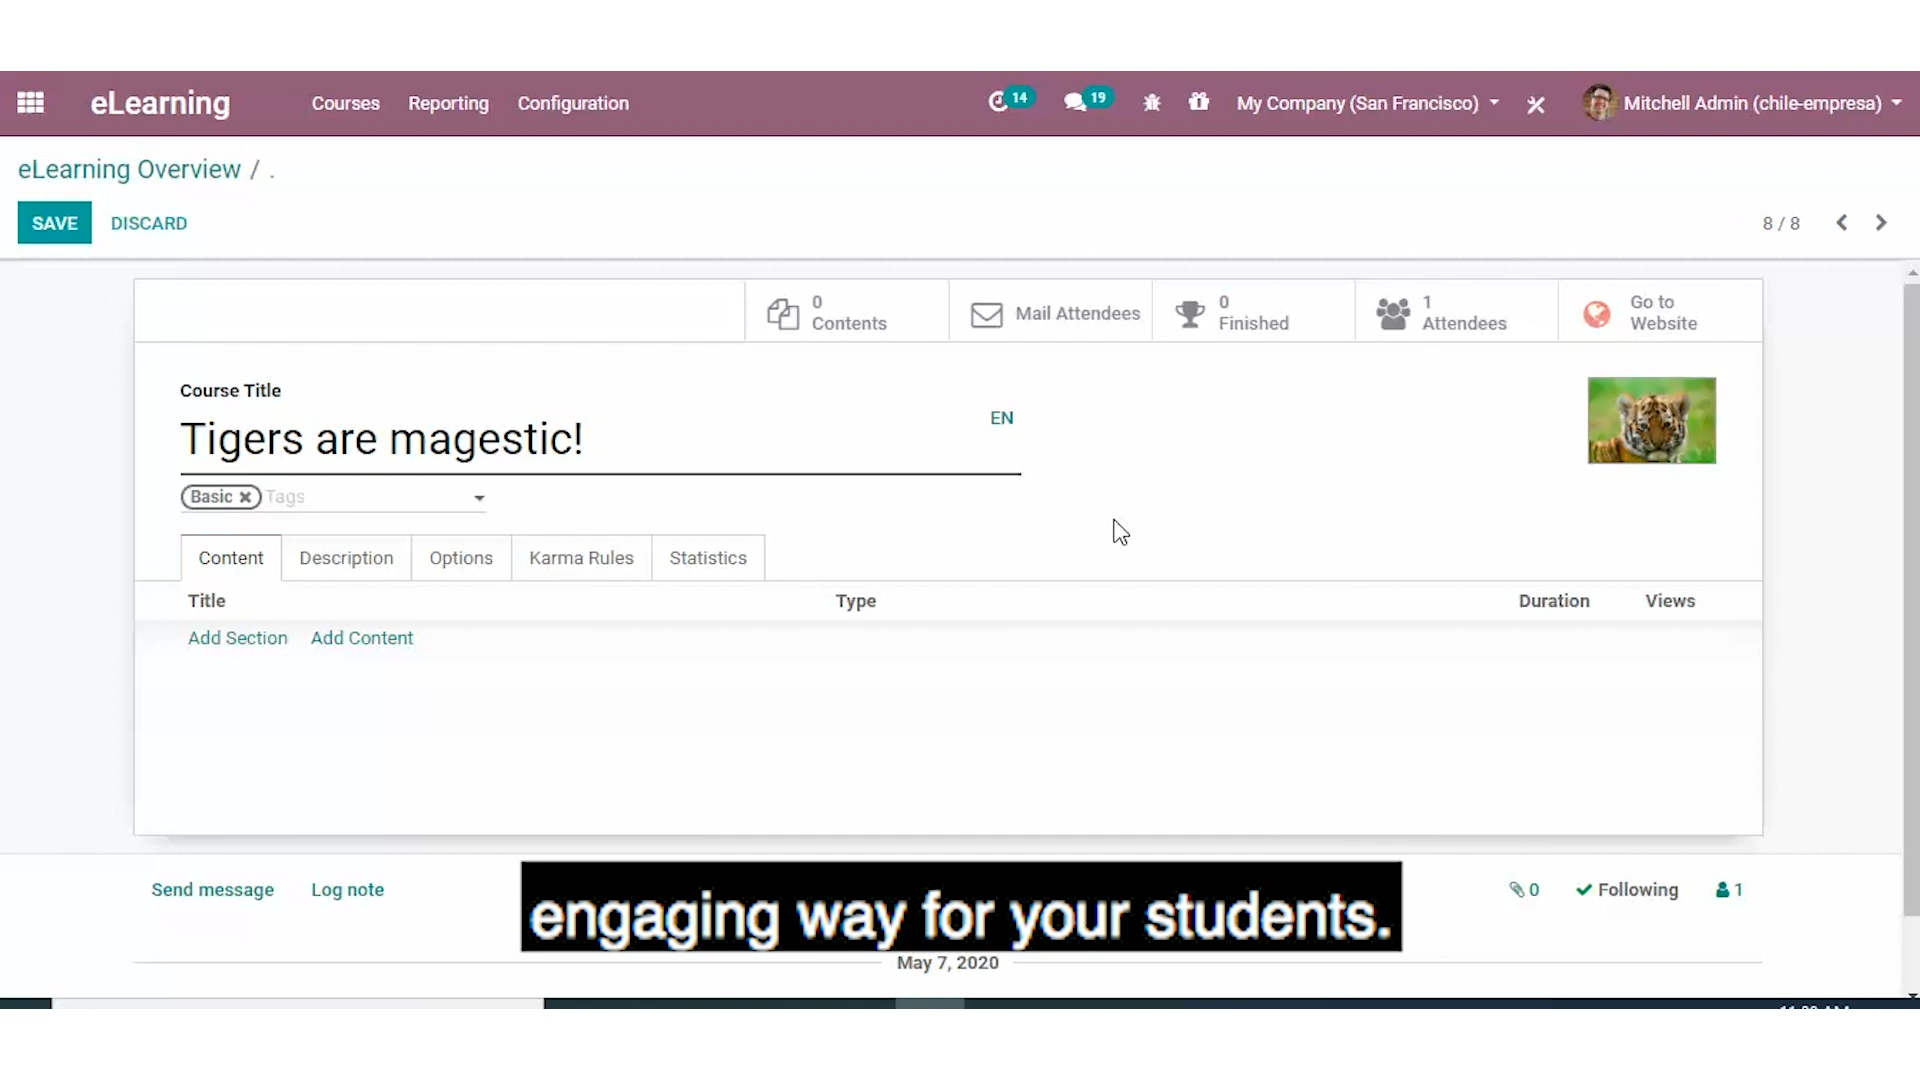 eLearning Courses Reporting Configuration 14 19 My Company (San Francisco) Mitchell Admin (chile-empresa)
eLearning Overview / .
SAVE DISCARD 8 / 8
0 Contents Mail Attendees 0 Finished 1 Attendees Go to Website
Course Title
Tigers are magestic! EN
Basic Tags
Content Description Options Karma Rules Statistics
Title Type Duration Views
Add Section Add Content
Send message Log note 0 Following 1
engaging way for your students.
May 7, 2020